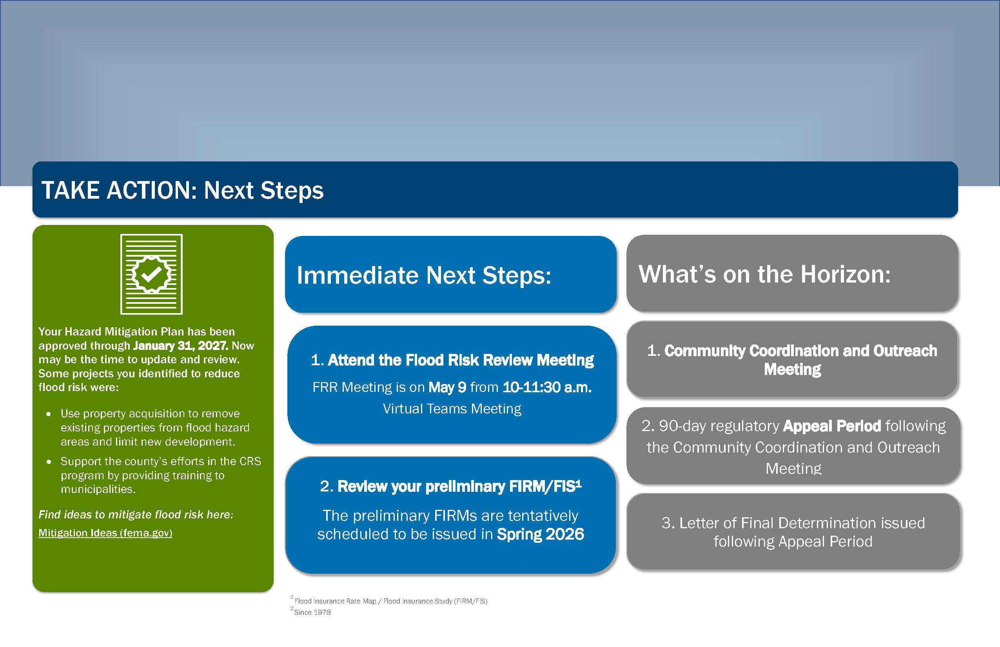 TAKE ACTION: Next Steps
Your Hazard Mitigation Plan has been
approved through January 31, 2027. Now
may be the time to update and review.
Some projects you identified to reduce
flood risk were:
• Use property acquisition to remove
existing properties from flood hazard
areas and limit new development.
• Support the county’s efforts in the CRS
program by providing training to
municipalities.
Find ideas to mitigate flood risk here:
Mitigation Ideas (fema.gov)
Immediate Next Steps:
1. Attend the Flood Risk Review Meeting
FRR Meeting is on May 9 from 10-11:30 a.m.
Virtual Teams Meeting
2. Review your preliminary FIRM/FIS¹
The preliminary FIRMs are tentatively
scheduled to be issued in Spring 2026
What’s on the Horizon:
1. Community Coordination and Outreach
Meeting
2. 90-day regulatory Appeal Period following
the Community Coordination and Outreach
Meeting
3. Letter of Final Determination issued
following Appeal Period
¹ Flood Insurance Rate Map / Flood Insurance Study (FIRM/FIS)
² Since 1978